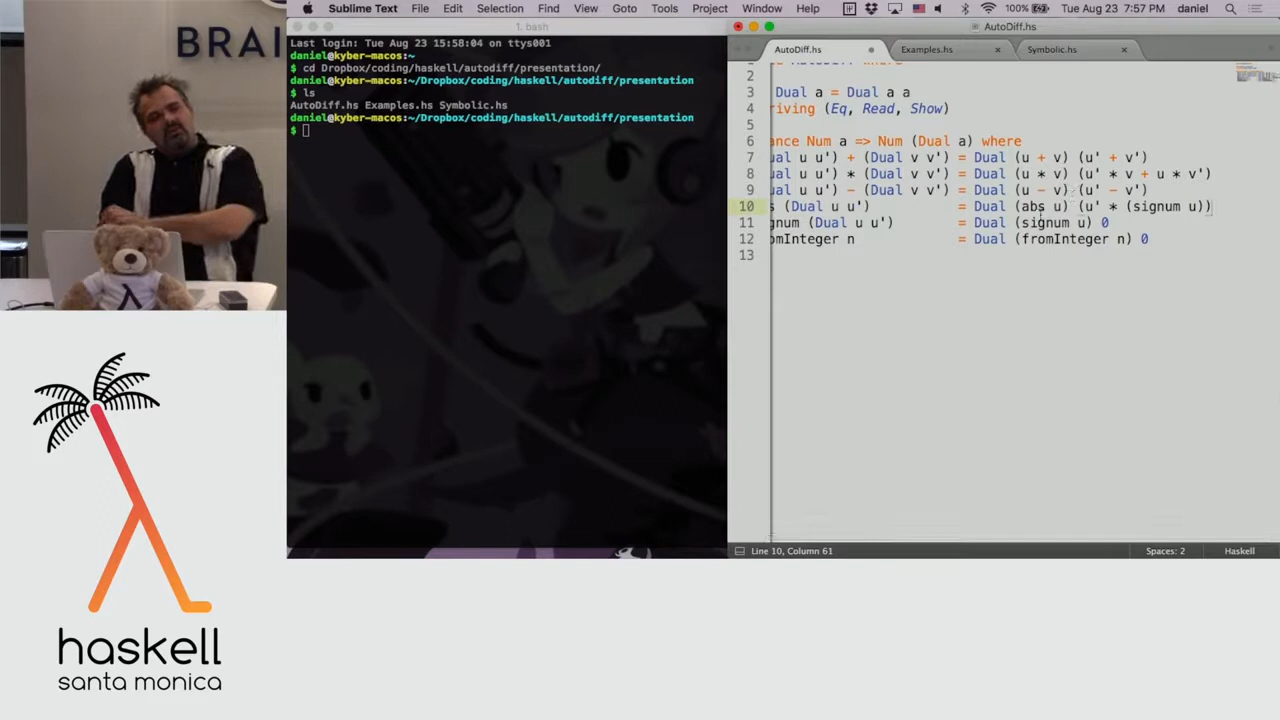 Sublime Text File Edit Selection Find View Goto Tools Project Window Help 100% Tue Aug 23 7:57 PM daniel
BRAI
1. bash
Last login: Tue Aug 23 15:58:04 on ttys001
daniel@kyber-macos:~
$ cd Dropbox/coding/haskell/autodiff/presentation/
daniel@kyber-macos:~/Dropbox/coding/haskell/autodiff/presentation
$ ls
AutoDiff.hs Examples.hs Symbolic.hs
daniel@kyber-macos:~/Dropbox/coding/haskell/autodiff/presentation
$
AutoDiff.hs
AutoDiff.hs Examples.hs Symbolic.hs
2
3 Dual a = Dual a a
4 riving (Eq, Read, Show)
5
6 ance Num a => Num (Dual a) where
7 ual u u') + (Dual v v') = Dual (u + v) (u' + v')
8 ual u u') * (Dual v v') = Dual (u * v) (u' * v + u * v')
9 ual u u') - (Dual v v') = Dual (u - v) (u' - v')
10 s (Dual u u') = Dual (abs u) (u' * (signum u))
11 gnum (Dual u u') = Dual (signum u) 0
12 omInteger n = Dual (fromInteger n) 0
13
Line 10, Column 61 Spaces: 2 Haskell
haskell
santa monica